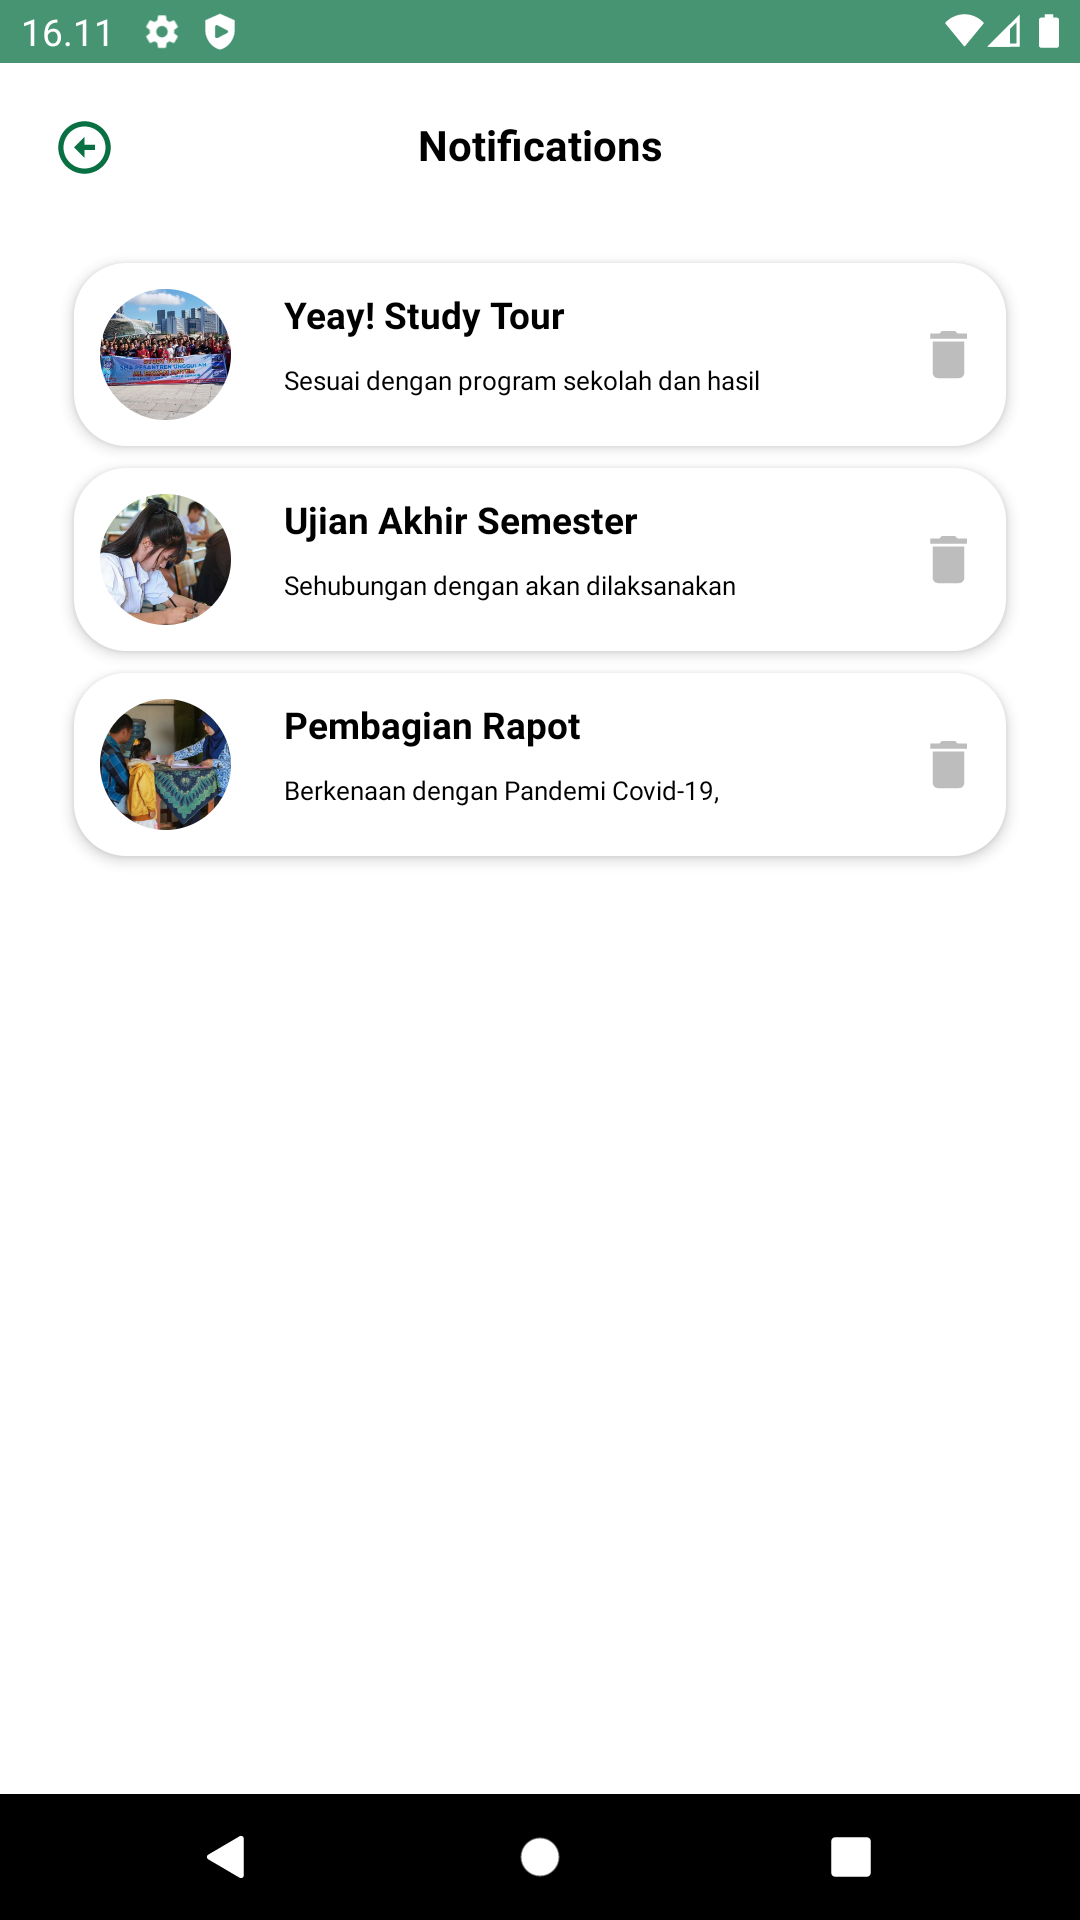 16.11
Notifications
Yeay! Study Tour
Sesuai dengan program sekolah dan hasil
Ujian Akhir Semester
Sehubungan dengan akan dilaksanakan
Pembagian Rapot
Berkenaan dengan Pandemi Covid-19,